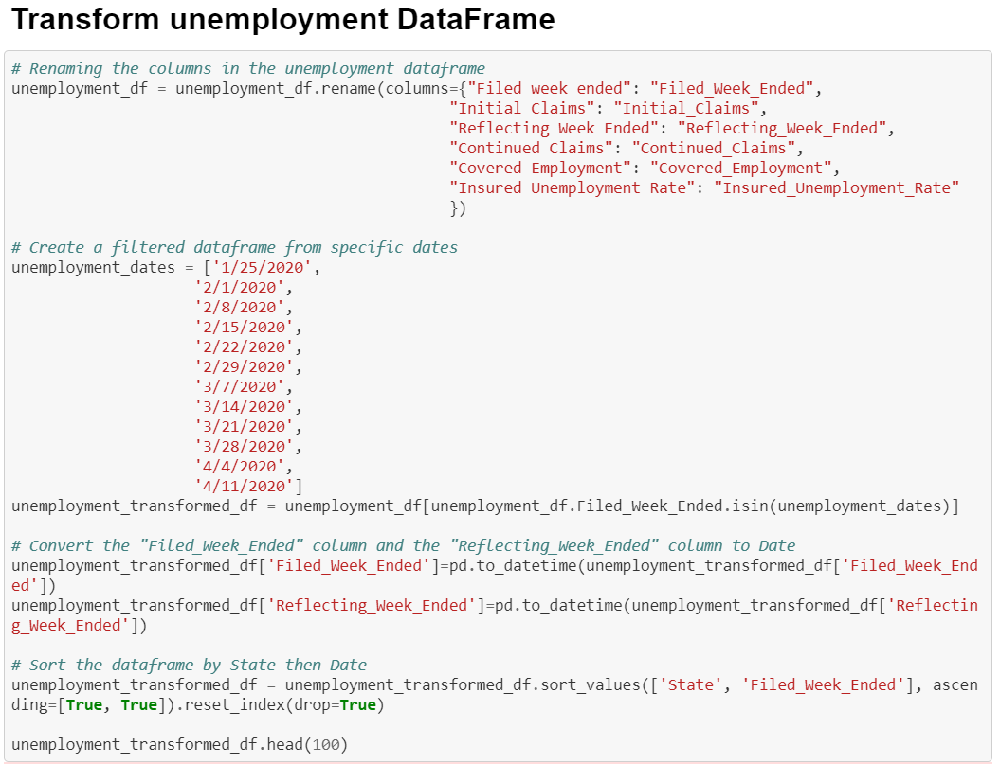 Transform unemployment DataFrame
# Renaming the columns in the unemployment dataframe
unemployment_df = unemployment_df.rename(columns={"Filed week ended": "Filed_Week_Ended",
"Initial Claims": "Initial_Claims",
"Reflecting Week Ended": "Reflecting_Week_Ended",
"Continued Claims": "Continued_Claims",
"Covered Employment": "Covered_Employment",
"Insured Unemployment Rate": "Insured_Unemployment_Rate"
})
# Create a filtered dataframe from specific dates
unemployment_dates = ['1/25/2020',
'2/1/2020',
'2/8/2020',
'2/15/2020',
'2/22/2020',
'2/29/2020',
'3/7/2020',
'3/14/2020',
'3/21/2020',
'3/28/2020',
'4/4/2020',
'4/11/2020']
unemployment_transformed_df = unemployment_df[unemployment_df.Filed_Week_Ended.isin(unemployment_dates)]
# Convert the "Filed_Week_Ended" column and the "Reflecting_Week_Ended" column to Date
unemployment_transformed_df['Filed_Week_Ended']=pd.to_datetime(unemployment_transformed_df['Filed_Week_End
ed'])
unemployment_transformed_df['Reflecting_Week_Ended']=pd.to_datetime(unemployment_transformed_df['Reflectin
g_Week_Ended'])
# Sort the dataframe by State then Date
unemployment_transformed_df = unemployment_transformed_df.sort_values(['State', 'Filed_Week_Ended'], ascen
ding=[True, True]).reset_index(drop=True)
unemployment_transformed_df.head(100)